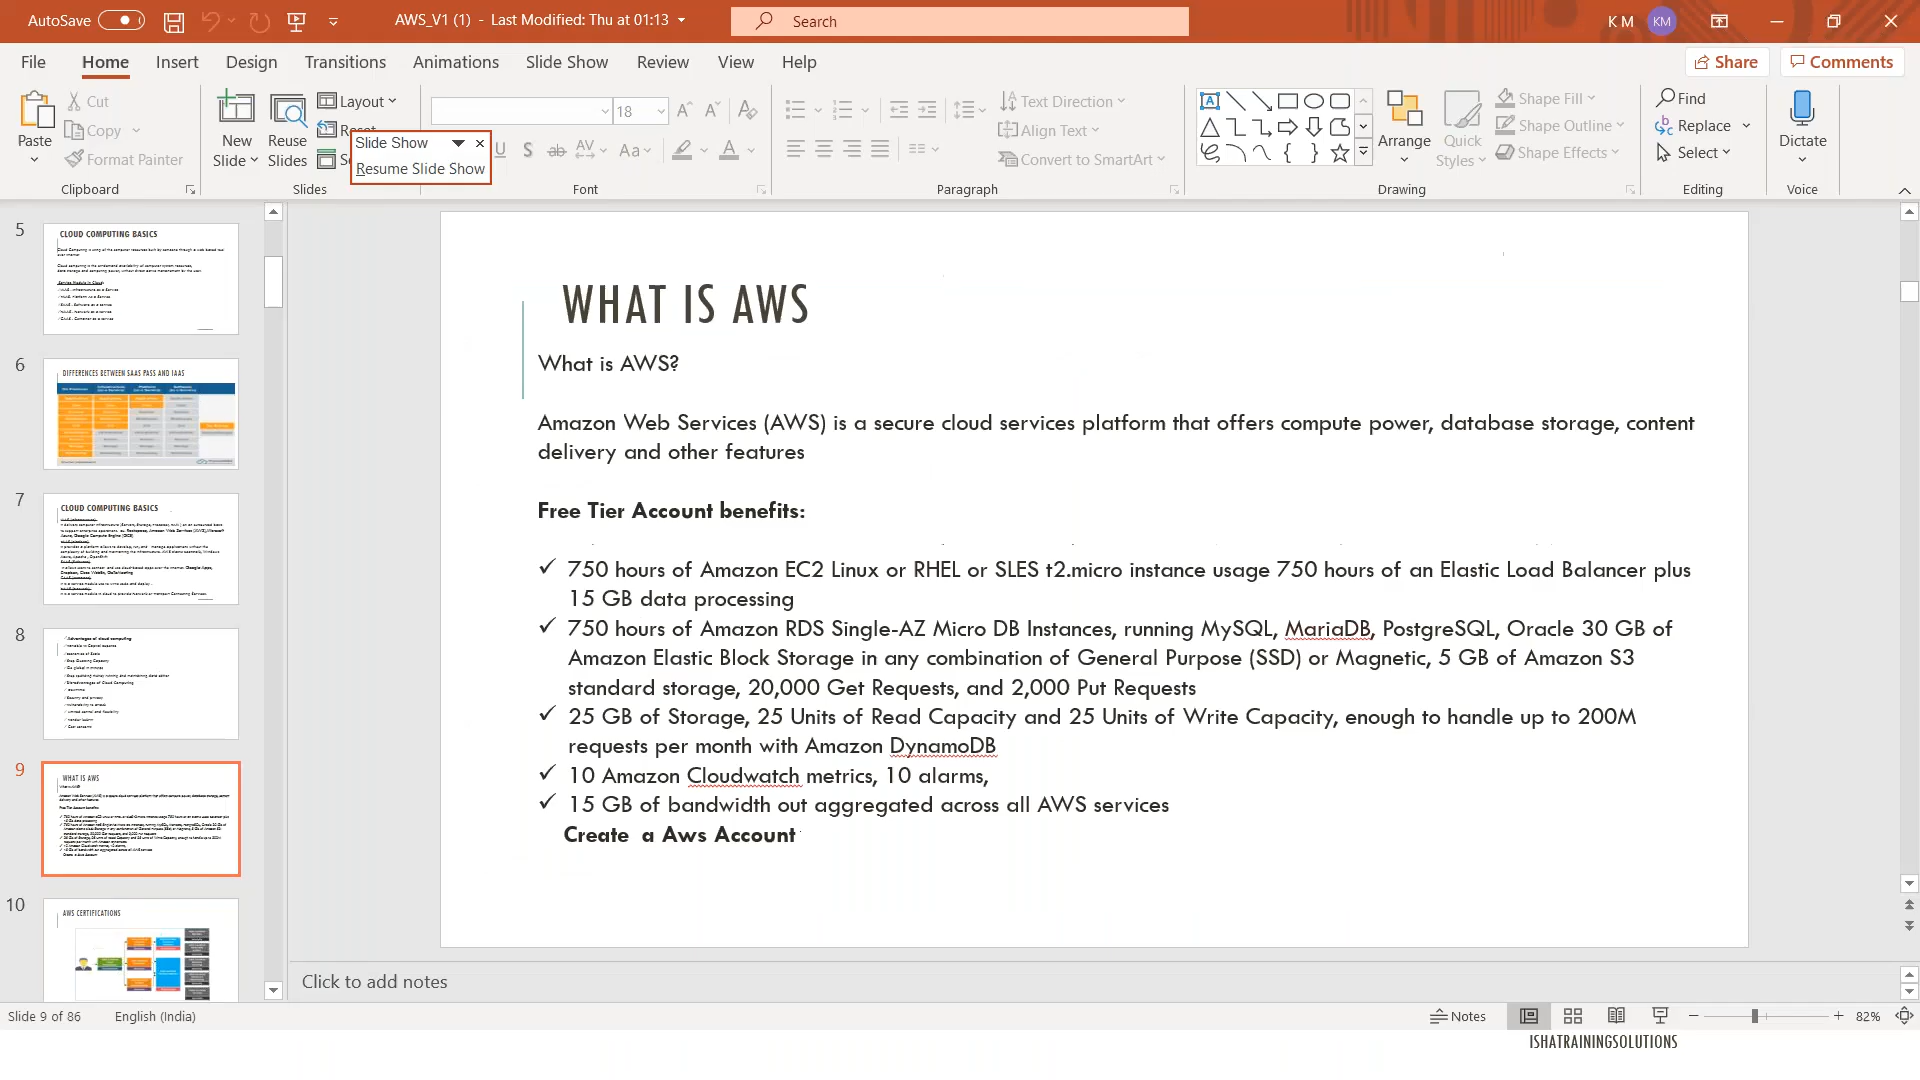 AutoSave
AWS_V1 (1) - Last Modified: Thu at 01:13
Search
K M
KM
File
Home
Insert
Design
Transitions
Animations
Slide Show
Review
View
Help
Share
Comments
Paste
Cut
Copy
Format Painter
Clipboard
New Slide
Reuse Slides
Layout
Reset
Slides
Slide Show
Resume Slide Show
18
Font
Text Direction
Align Text
Convert to SmartArt
Paragraph
Arrange
Quick Styles
Shape Fill
Shape Outline
Shape Effects
Drawing
Find
Replace
Select
Editing
Dictate
Voice
5
CLOUD COMPUTING BASICS
6
DIFFERENCES BETWEEN SAAS PASS AND IAAS
7
CLOUD COMPUTING BASICS
8
Advantages of cloud computing
9
WHAT IS AWS
10
AWS CERTIFICATIONS
WHAT IS AWS
What is AWS?
Amazon Web Services (AWS) is a secure cloud services platform that offers compute power, database storage, content
delivery and other features
Free Tier Account benefits:
✓ 750 hours of Amazon EC2 Linux or RHEL or SLES t2.micro instance usage 750 hours of an Elastic Load Balancer plus
15 GB data processing
✓ 750 hours of Amazon RDS Single-AZ Micro DB Instances, running MySQL, MariaDB, PostgreSQL, Oracle 30 GB of
Amazon Elastic Block Storage in any combination of General Purpose (SSD) or Magnetic, 5 GB of Amazon S3
standard storage, 20,000 Get Requests, and 2,000 Put Requests
✓ 25 GB of Storage, 25 Units of Read Capacity and 25 Units of Write Capacity, enough to handle up to 200M
requests per month with Amazon DynamoDB
✓ 10 Amazon Cloudwatch metrics, 10 alarms,
✓ 15 GB of bandwidth out aggregated across all AWS services
Create a Aws Account
Click to add notes
Slide 9 of 86
English (India)
Notes
82%
ISHATRAININGSOLUTIONS